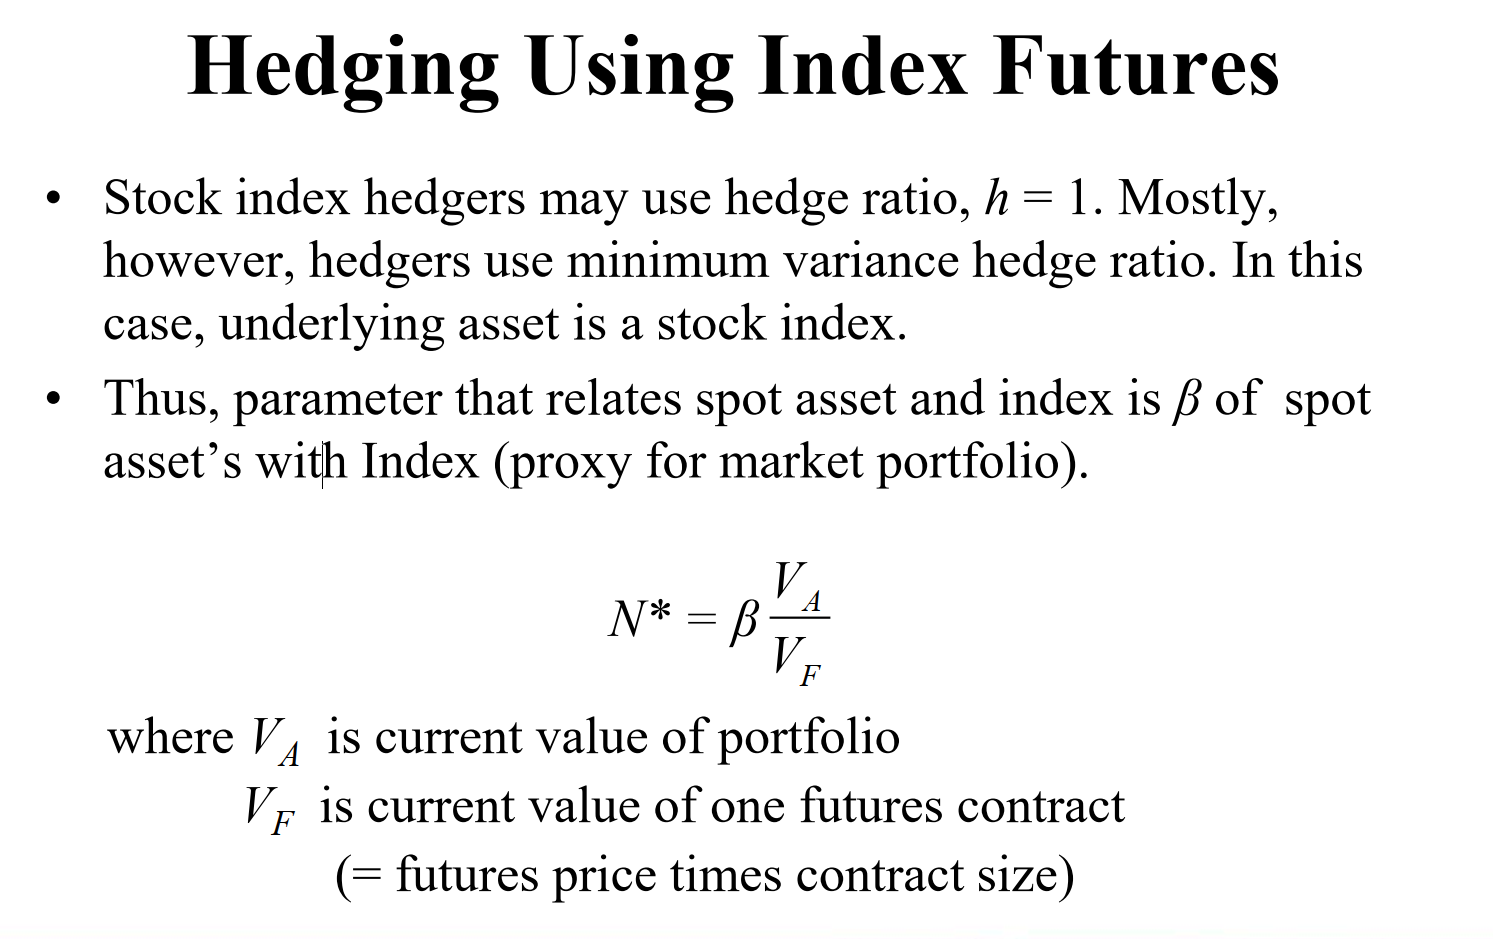 Hedging Using Index Futures
• Stock index hedgers may use hedge ratio, h = 1. Mostly,
however, hedgers use minimum variance hedge ratio. In this
case, underlying asset is a stock index.
• Thus, parameter that relates spot asset and index is β of spot
asset’s with Index (proxy for market portfolio).
N* = β V_A / V_F
where V_A is current value of portfolio
V_F is current value of one futures contract
(= futures price times contract size)